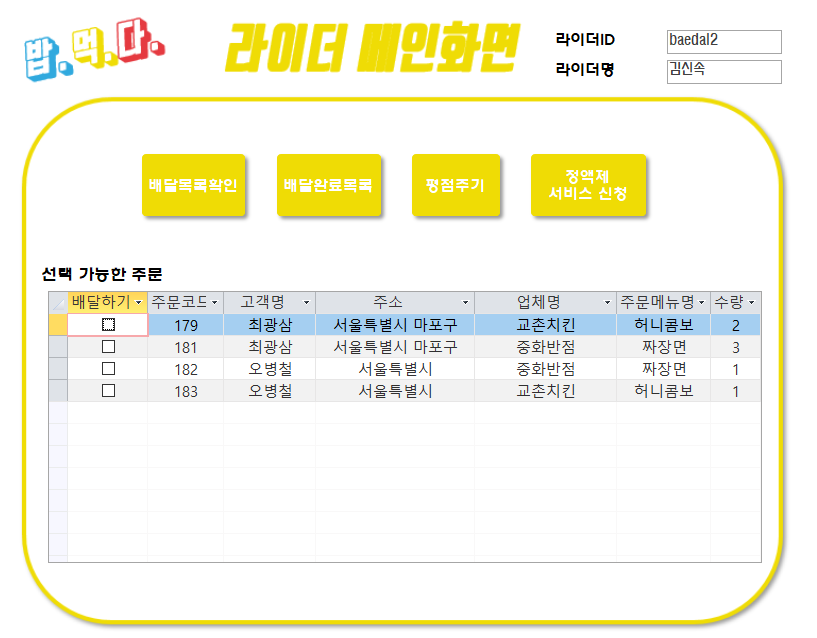 밥.먹.다.
라이더 메인화면
라이더ID baedal2
라이더명 김신속
배달목록확인 배달완료목록 평점주기 정액제
서비스 신청
선택 가능한 주문
배달하기 주문코드 고객명 주소 업체명 주문메뉴명 수량
179 최광삼 서울특별시 마포구 교촌치킨 허니콤보 2
181 최광삼 서울특별시 마포구 중화반점 짜장면 3
182 오병철 서울특별시 중화반점 짜장면 1
183 오병철 서울특별시 교촌치킨 허니콤보 1